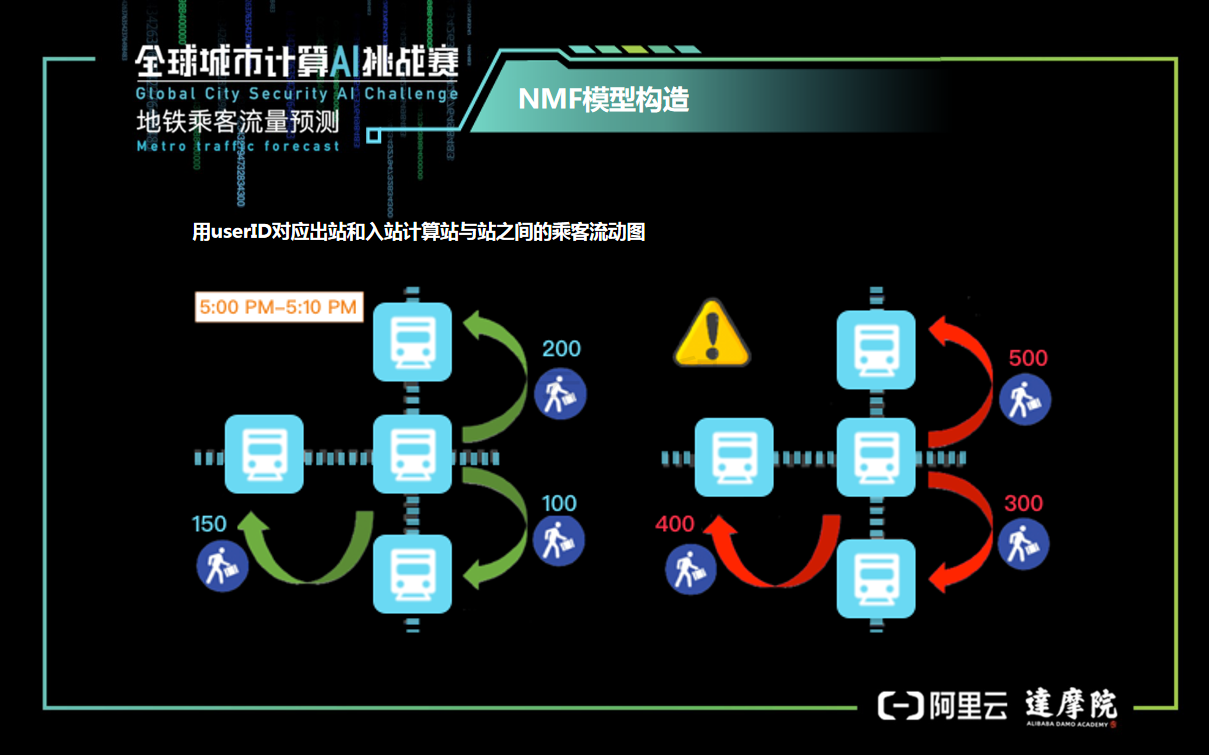 全球城市计算AI挑战赛
Global City Security AI Challenge
地铁乘客流量预测
Metro traffic forecast
NMF模型构造
用userID对应出站和入站计算站与站之间的乘客流动图
5:00 PM–5:10 PM
200
150
100
500
400
300
阿里云
達摩院
ALIBABA DAMO ACADEMY